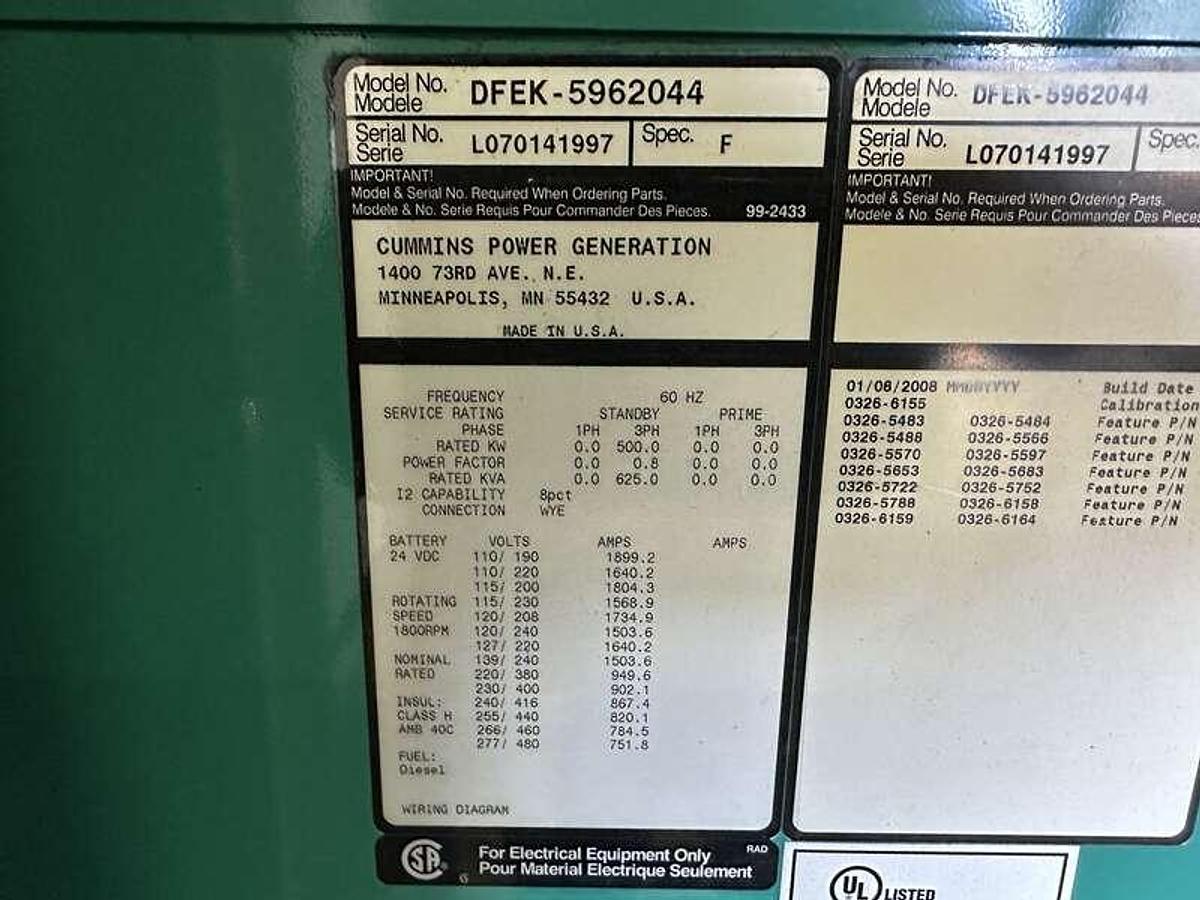 Model No. DFEK-5962044
Modele
Serial No. L070141997 Spec. F
Serie
IMPORTANT!
Model & Serial No. Required When Ordering Parts.
Modele & No. Serie Requis Pour Commander Des Pieces. 99-2433
CUMMINS POWER GENERATION
1400 73RD AVE. N.E.
MINNEAPOLIS, MN 55432 U.S.A.
MADE IN U.S.A.
FREQUENCY 60 HZ
SERVICE RATING STANDBY PRIME
PHASE 1PH 3PH 1PH 3PH
RATED KW 0.0 500.0 0.0 0.0
POWER FACTOR 0.0 0.8 0.0 0.0
RATED KVA 0.0 625.0 0.0 0.0
I2 CAPABILITY 8pct
CONNECTION WYE
BATTERY VOLTS AMPS AMPS
24 VDC 110/ 190 1899.2
110/ 220 1640.2
115/ 200 1804.3
ROTATING 115/ 230 1568.9
SPEED 120/ 208 1734.9
1800RPM 120/ 240 1503.6
127/ 220 1640.2
NOMINAL 139/ 240 1503.6
RATED 220/ 380 949.6
230/ 400 902.1
INSUL: 240/ 416 867.4
CLASS H 255/ 440 820.1
AMB 40C 266/ 460 784.5
277/ 480 751.8
FUEL:
Diesel
WIRING DIAGRAM
SA
For Electrical Equipment Only RAD
Pour Material Electrique Seulement
Model No. DFEK-5962044
Modele
Serial No. L070141997 Spec.
Serie
IMPORTANT!
Model & Serial No. Required When Ordering Parts.
Modele & No. Serie Requis Pour Commander Des Pieces
01/08/2008 MMDDYYYY Build Date
0326-6155 Calibration
0326-5483 0326-5484 Feature P/N
0326-5488 0326-5566 Feature P/N
0326-5570 0326-5597 Feature P/N
0326-5653 0326-5683 Feature P/N
0326-5722 0326-5752 Feature P/N
0326-5788 0326-6158 Feature P/N
0326-6159 0326-6164 Feature P/N
UL LISTED